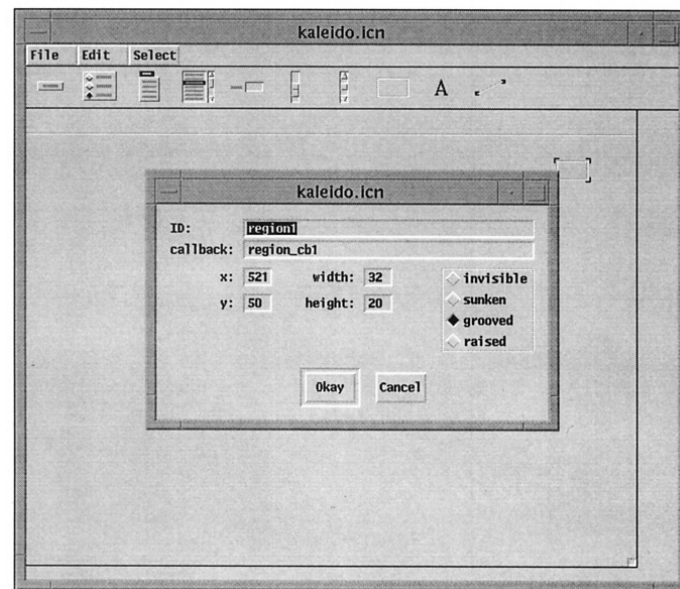 kaleido.icn
File Edit Select
A
kaleido.icn
ID: region1
callback: region_cb1
x: 521 width: 32 invisible
y: 50 height: 20 sunken
grooved
raised
Okay Cancel